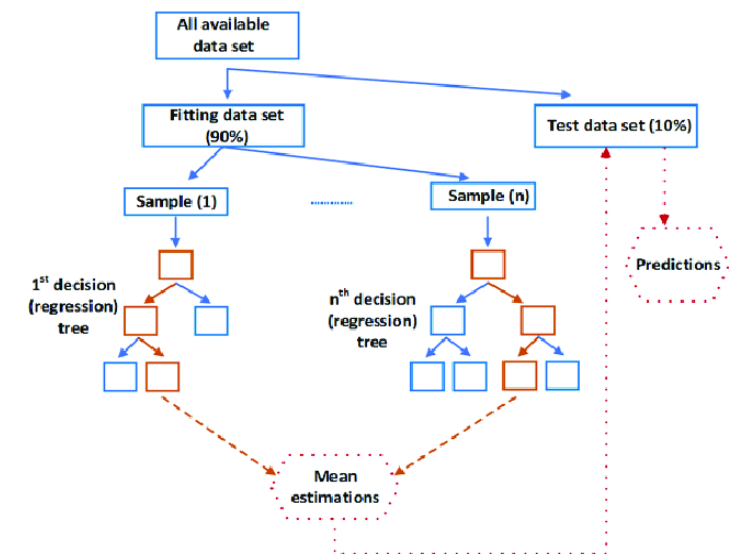 All available
data set
Fitting data set
(90%)
Test data set (10%)
Sample (1)
Sample (n)
1st decision
(regression)
tree
nth decision
(regression)
tree
Predictions
Mean
estimations